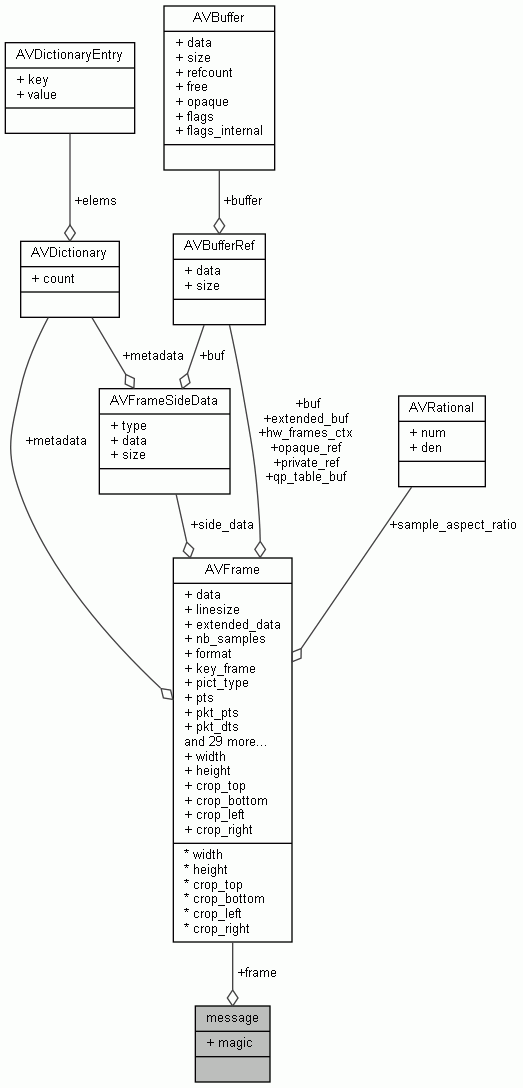 AVBuffer
+ data
+ size
+ refcount
+ free
+ opaque
+ flags
+ flags_internal
AVDictionaryEntry
+ key
+ value
+elems
+buffer
AVDictionary
+ count
AVBufferRef
+ data
+ size
+metadata
+buf
AVFrameSideData
+ type
+ data
+ size
+metadata
+buf
+extended_buf
+hw_frames_ctx
+opaque_ref
+private_ref
+qp_table_buf
AVRational
+ num
+ den
+side_data
+sample_aspect_ratio
AVFrame
+ data
+ linesize
+ extended_data
+ nb_samples
+ format
+ key_frame
+ pict_type
+ pts
+ pkt_pts
+ pkt_dts
and 29 more...
+ width
+ height
+ crop_top
+ crop_bottom
+ crop_left
+ crop_right
* width
* height
* crop_top
* crop_bottom
* crop_left
* crop_right
+frame
message
+ magic